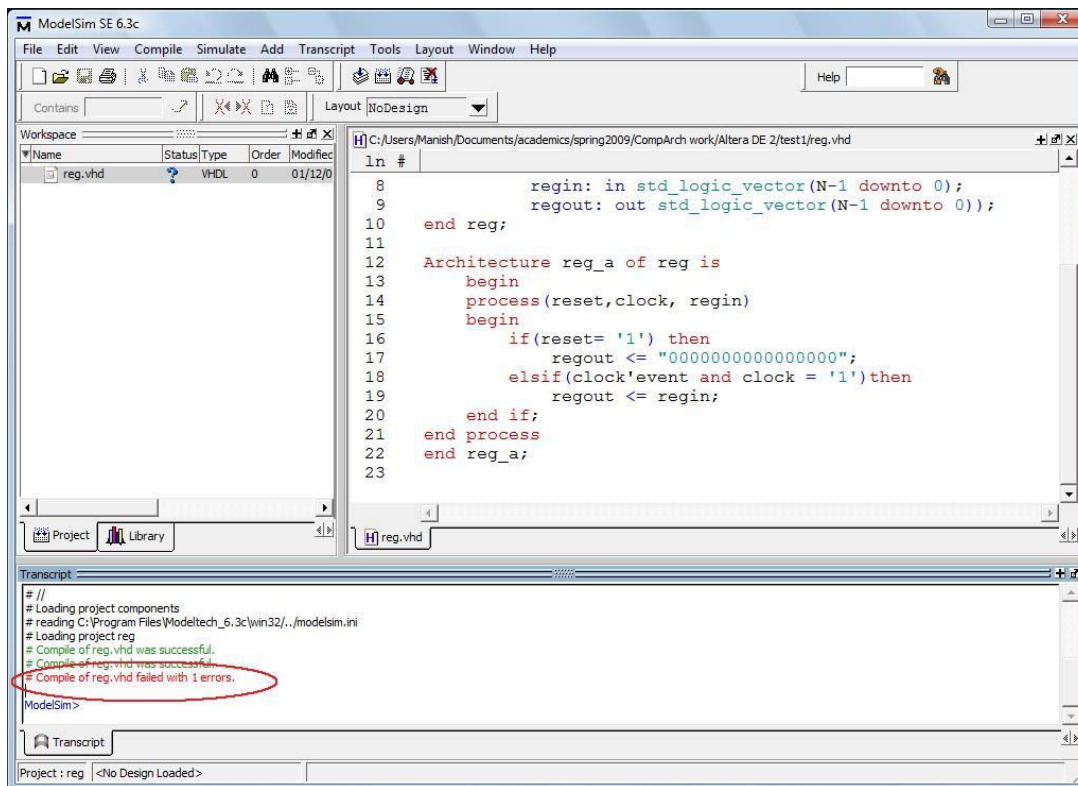 ModelSim SE 6.3c
File Edit View Compile Simulate Add Transcript Tools Layout Window Help
Help
Contains
Layout NoDesign
Workspace
Name Status Type Order Modified
reg.vhd ? VHDL 0 01/12/0
Project Library
C:/Users/Manish/Documents/academics/spring2009/CompArch work/Altera DE 2/test1/reg.vhd
ln #
8 regin: in std_logic_vector(N-1 downto 0);
9 regout: out std_logic_vector(N-1 downto 0));
10 end reg;
11
12 Architecture reg_a of reg is
13 begin
14 process(reset,clock, regin)
15 begin
16 if(reset= '1') then
17 regout <= "0000000000000000";
18 elsif(clock'event and clock = '1')then
19 regout <= regin;
20 end if;
21 end process
22 end reg_a;
23
reg.vhd
Transcript
# //
# Loading project components
# reading C:\Program Files\Modeltech_6.3c\win32/../modelsim.ini
# Loading project reg
# Compile of reg.vhd was successful.
# Compile of reg.vhd was successful.
# Compile of reg.vhd failed with 1 errors.
ModelSim>
Transcript
Project : reg <No Design Loaded>